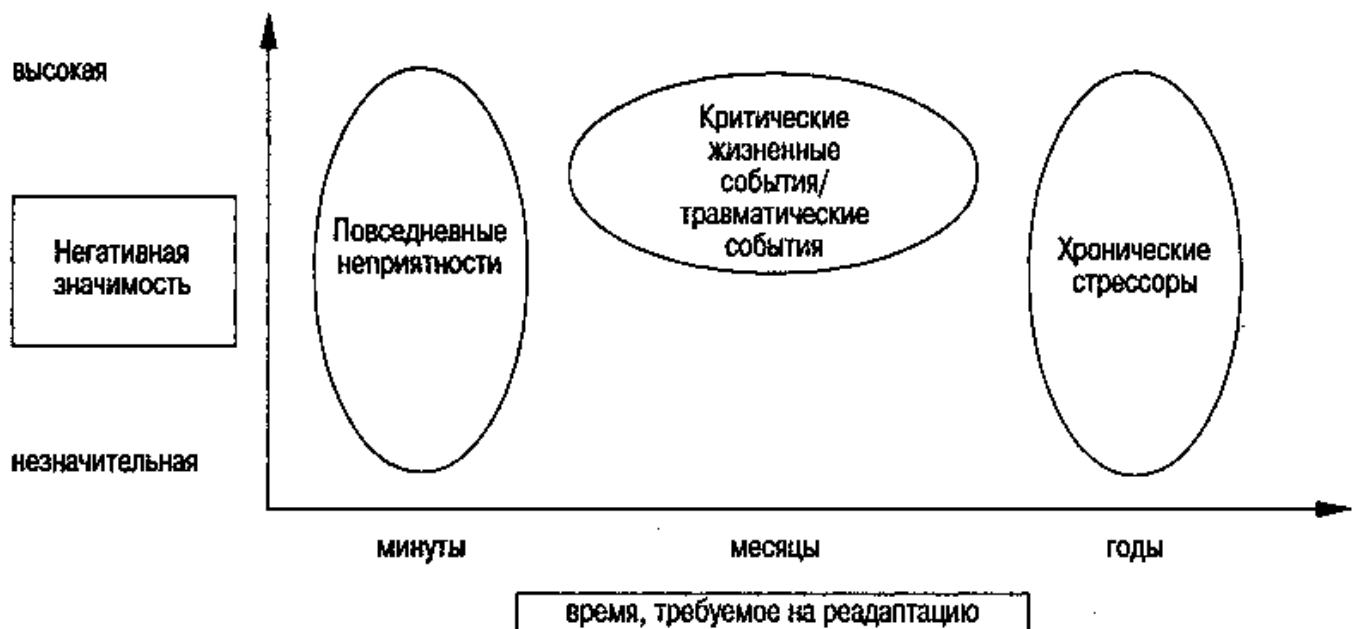 высокая
Негативная
значимость
незначительная
Повседневные
неприятности
Критические
жизненные
события/
травматические
события
Хронические
стрессоры
минуты
месяцы
годы
время, требуемое на реадаптацию